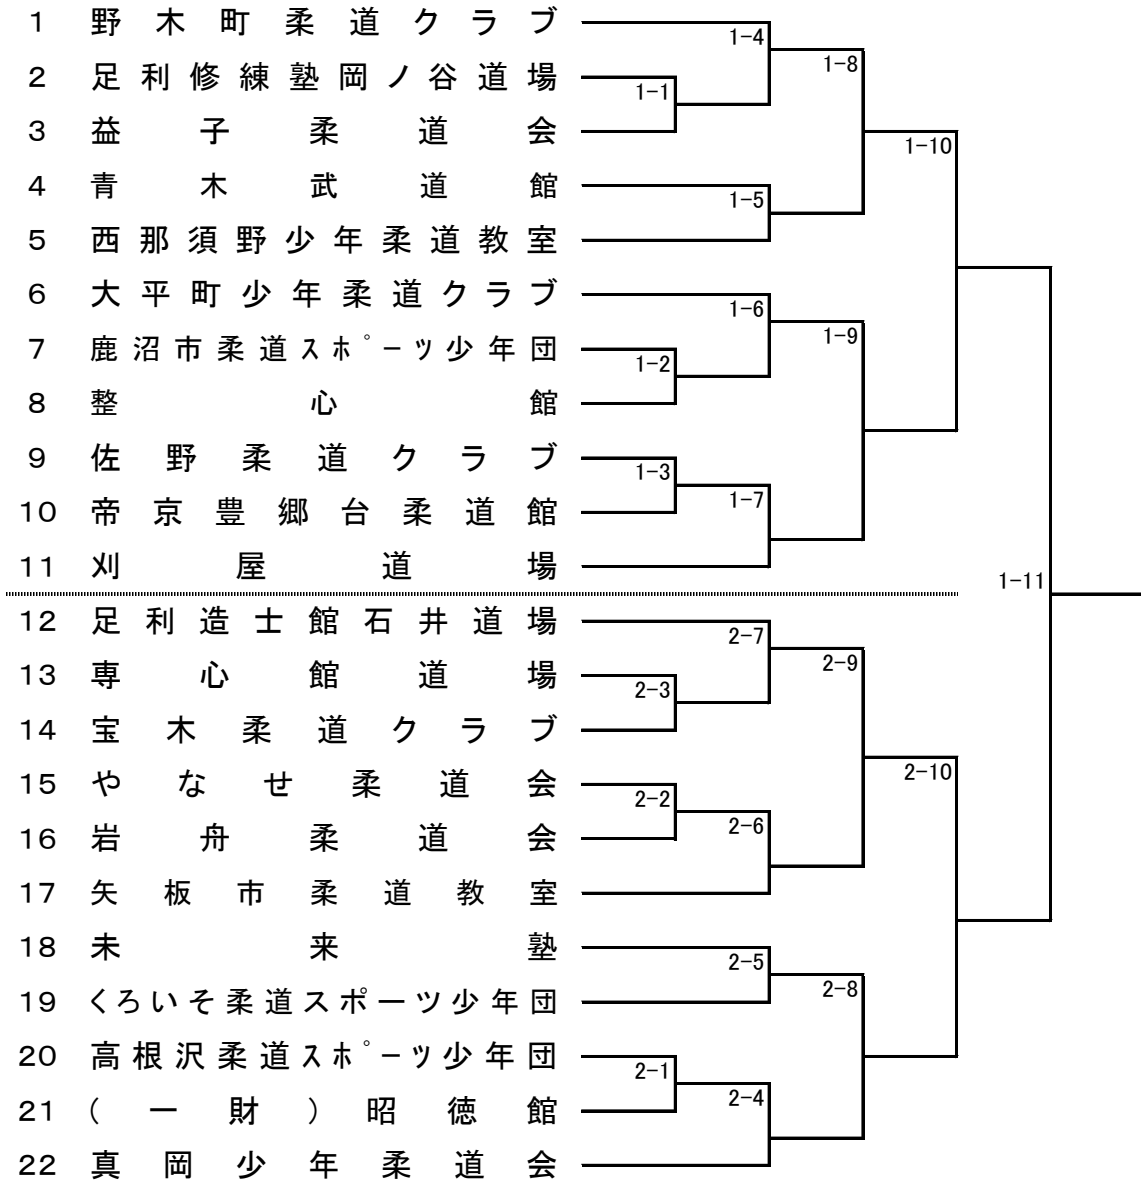 1 野木町柔道クラブ
1-4
1-8
2 足利修練塾岡ノ谷道場
1-1
3 益子柔道会
1-10
4 青木武道館
1-5
5 西那須野少年柔道教室
6 大平町少年柔道クラブ
1-6
1-9
7 鹿沼市柔道ｽﾎﾟｰﾂ少年団
1-2
8 整心館
9 佐野柔道クラブ
1-3
10 帝京豊郷台柔道館
1-7
11 刈屋道場
1-11
12 足利造士館石井道場
2-7
2-9
13 専心館道場
2-3
14 宝木柔道クラブ
2-10
15 やなせ柔道会
2-2
16 岩舟柔道会
2-6
17 矢板市柔道教室
18 未来塾
2-5
2-8
19 くろいそ柔道スポーツ少年団
20 高根沢柔道ｽﾎﾟｰﾂ少年団
2-1
21 (一財)昭徳館
2-4
22 真岡少年柔道会